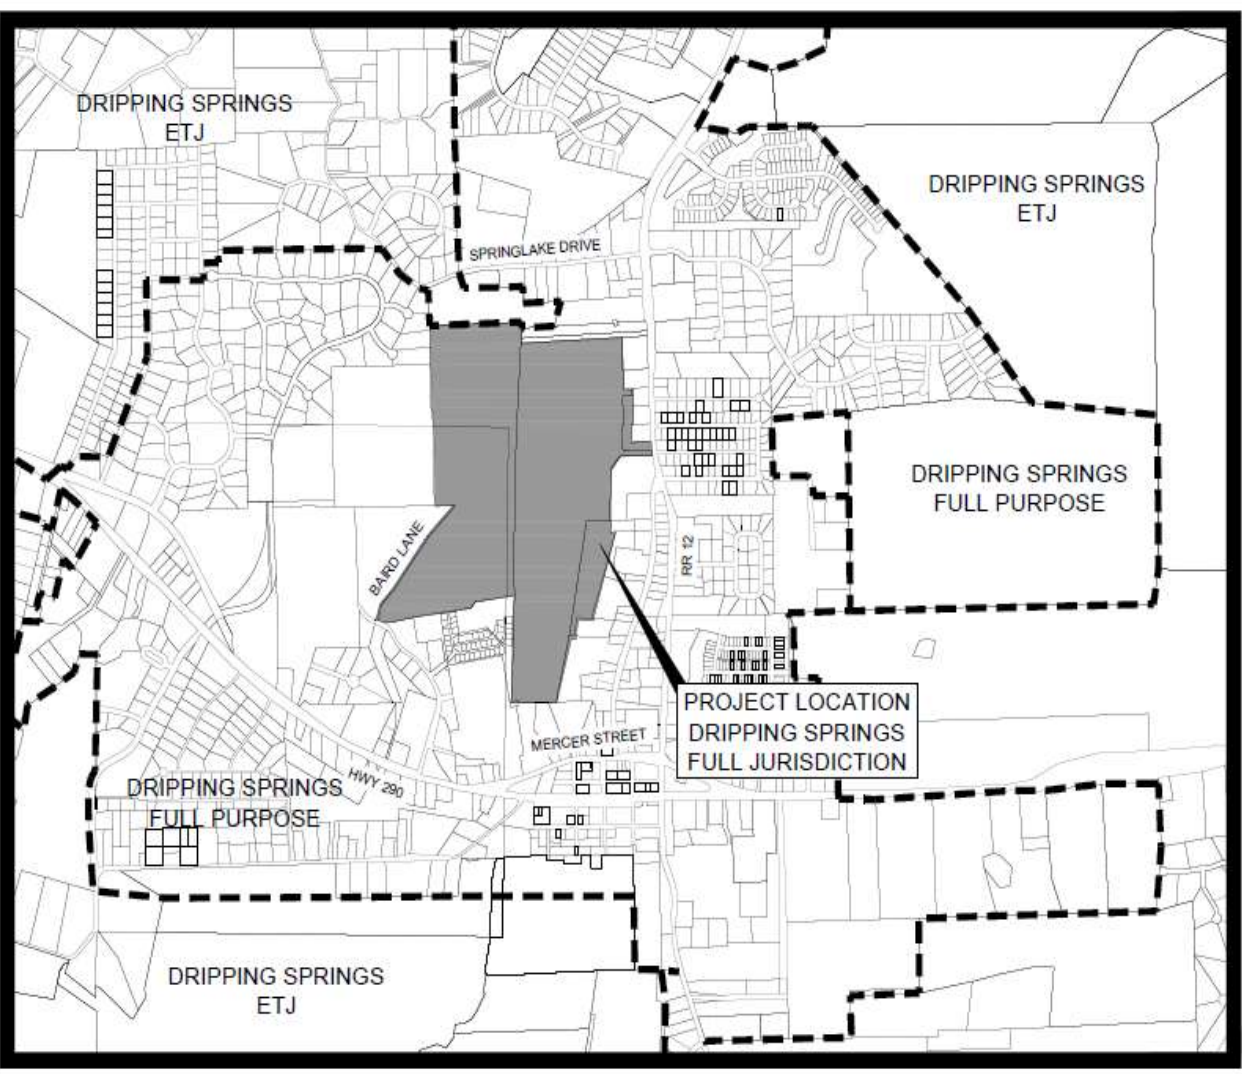 DRIPPING SPRINGS
ETJ
DRIPPING SPRINGS
ETJ
SPRINGLAKE DRIVE
DRIPPING SPRINGS
FULL PURPOSE
BAIRD LANE
RR 12
PROJECT LOCATION
DRIPPING SPRINGS
FULL JURISDICTION
MERCER STREET
HWY 290
DRIPPING SPRINGS
FULL PURPOSE
DRIPPING SPRINGS
ETJ